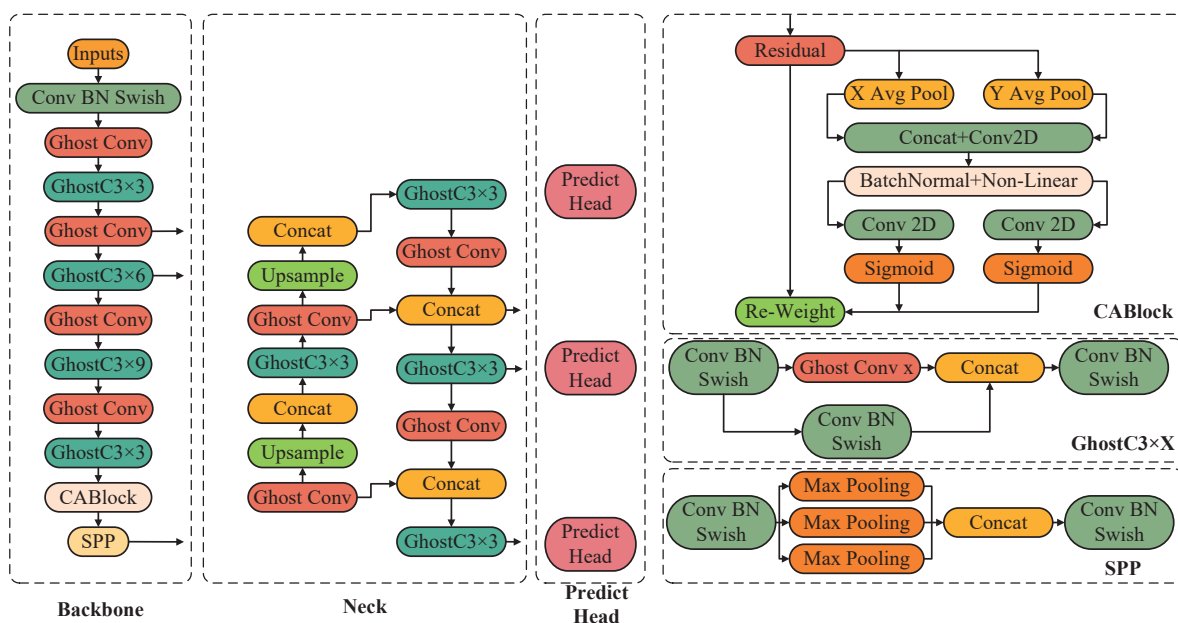 Inputs
Conv BN Swish
Ghost Conv
GhostC3×3
Ghost Conv
GhostC3×6
Ghost Conv
GhostC3×9
Ghost Conv
GhostC3×3
CABlock
SPP
Backbone
Concat
Upsample
Ghost Conv
GhostC3×3
Concat
Upsample
Ghost Conv
GhostC3×3
Ghost Conv
Concat
GhostC3×3
Ghost Conv
Concat
GhostC3×3
Neck
Predict
Head
Predict
Head
Predict
Head
Predict
Head
Residual
X Avg Pool
Y Avg Pool
Concat+Conv2D
BatchNormal+Non-Linear
Conv 2D
Conv 2D
Sigmoid
Sigmoid
Re-Weight
CABlock
Conv BN
Swish
Ghost Conv x
Concat
Conv BN
Swish
Conv BN
Swish
GhostC3×X
Conv BN
Swish
Max Pooling
Max Pooling
Max Pooling
Concat
Conv BN
Swish
SPP